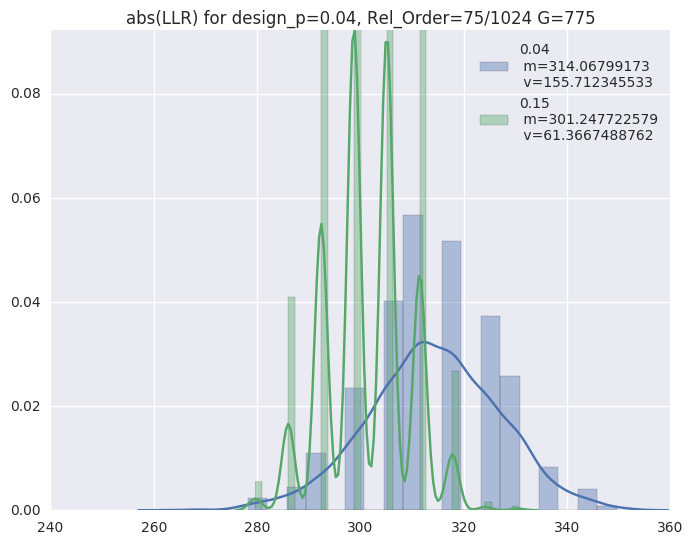 abs(LLR) for design_p=0.04, Rel_Order=75/1024 G=775
0.04
m=314.06799173
v=155.712345533
0.15
m=301.247722579
v=61.3667488762
0.08
0.06
0.04
0.02
0.00
240 260 280 300 320 340 360